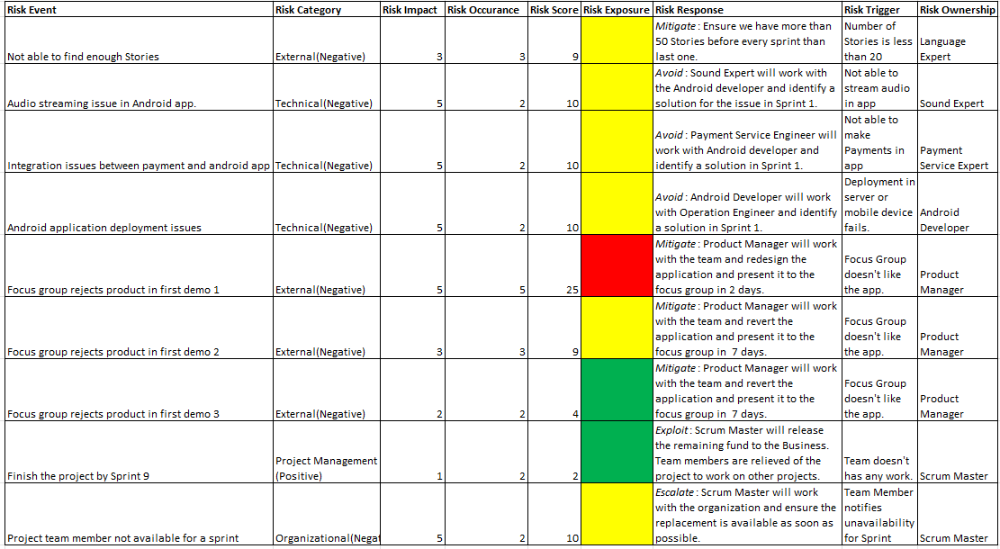 Risk Event Risk Category Risk Impact Risk Occurance Risk Score Risk Exposure Risk Response Risk Trigger Risk Ownership
Not able to find enough Stories
External(Negative)
3
3
9
Mitigate : Ensure we have more than
50 Stories before every sprint than
last one.
Number of
Stories is less
than 20
Language
Expert
Audio streaming issue in Android app.
Technical(Negative)
5
2
10
Avoid : Sound Expert will work with
the Android developer and identify a
solution for the issue in Sprint 1.
Not able to
stream audio
in app
Sound Expert
Integration issues between payment and android app
Technical(Negative)
5
2
10
Avoid : Payment Service Engineer will
work with Android developer and
identify a solution in Sprint 1.
Not able to
make
Payments in
app
Payment
Service Expert
Android application deployment issues
Technical(Negative)
5
2
10
Avoid : Android Developer will work
with Operation Engineer and identify
a solution in Sprint 1.
Deployment in
server or
mobile device
fails.
Android
Developer
Focus group rejects product in first demo 1
External(Negative)
5
5
25
Mitigate : Product Manager will work
with the team and redesign the
application and present it to the
focus group in 2 days.
Focus Group
doesn't like
the app.
Product
Manager
Focus group rejects product in first demo 2
External(Negative)
3
3
9
Mitigate : Product Manager will work
with the team and revert the
application and present it to the
focus group in 7 days.
Focus Group
doesn't like
the app.
Product
Manager
Focus group rejects product in first demo 3
External(Negative)
2
2
4
Mitigate : Product Manager will work
with the team and revert the
application and present it to the
focus group in 7 days.
Focus Group
doesn't like
the app.
Product
Manager
Finish the project by Sprint 9
Project Management
(Positive)
1
2
2
Exploit : Scrum Master will release
the remaining fund to the Business.
Team members are relieved of the
project to work on other projects.
Team doesn't
has any work.
Scrum Master
Project team member not available for a sprint
Organizational(Negat
5
2
10
Escalate : Scrum Master will work
with the organization and ensure the
replacement is available as soon as
possible.
Team Member
notifies
unavailability
for Sprint
Scrum Master